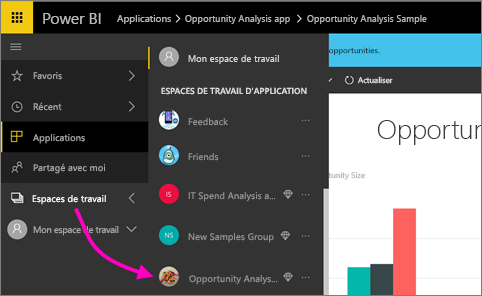 Power BI Applications > Opportunity Analysis app > Opportunity Analysis Sample
Favoris
Récent
Applications
Partagé avec moi
Espaces de travail
Mon espace de travail
Mon espace de travail
ESPACES DE TRAVAIL D'APPLICATION
Feedback ...
Friends ...
IS IT Spend Analysis a... ...
NS New Samples Group ...
Opportunity Analys... ...
opportunities.
Actualiser
Opportun
tunity Size